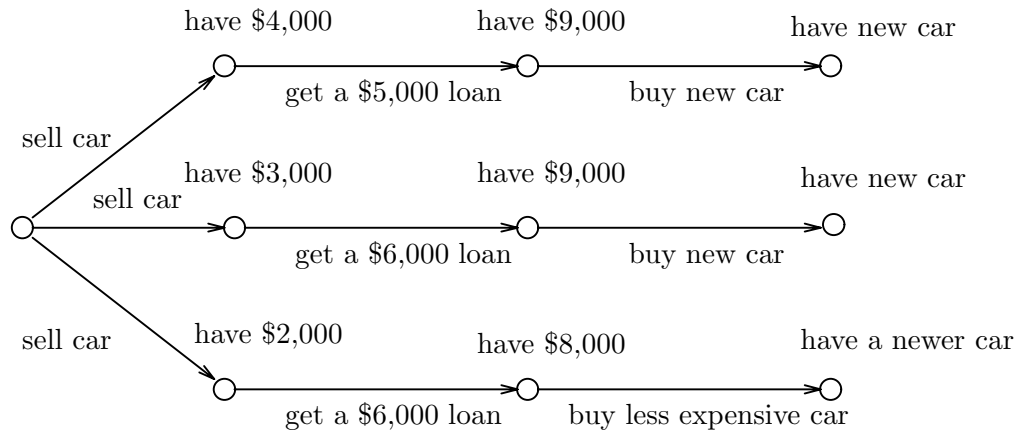 have $4,000
have $9,000
have new car
get a $5,000 loan
buy new car
sell car
have $3,000
have $9,000
have new car
sell car
get a $6,000 loan
buy new car
sell car
have $2,000
have $8,000
have a newer car
get a $6,000 loan
buy less expensive car